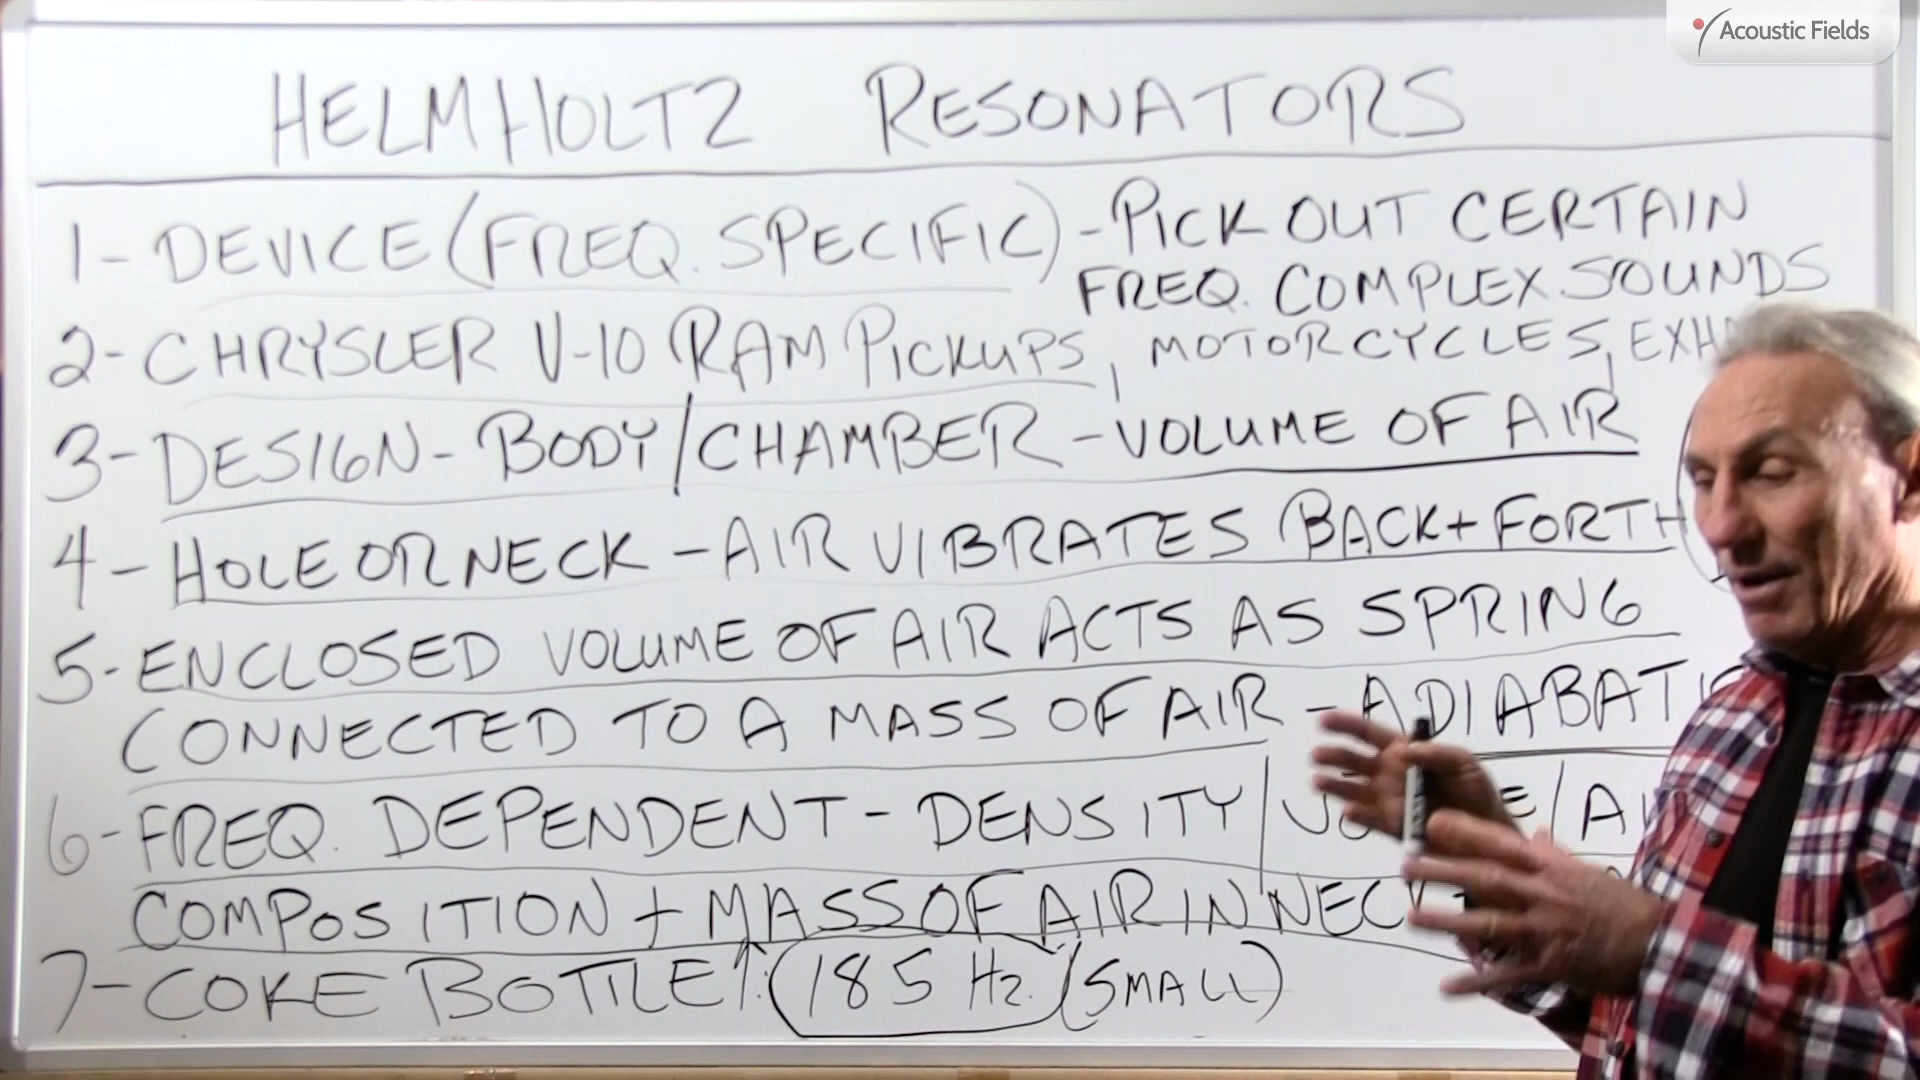 Acoustic Fields
HELMHOLTZ RESONATORS
1- DEVICE (FREQ. SPECIFIC) - PICK OUT CERTAIN
FREQ. COMPLEX SOUNDS
2- CHRYSLER V-10 RAM PICKUPS, MOTORCYCLES,
3- DESIGN - BODY/CHAMBER - VOLUME OF AIR
4- HOLE OR NECK - AIR VIBRATES BACK + FORTH
5- ENCLOSED VOLUME OF AIR ACTS AS SPRING
CONNECTED TO A MASS OF AIR -
6- FREQ. DEPENDENT - DENSITY/
COMPOSITION + MASS OF AIR IN NECK
7- COKE BOTTLE: 185 Hz. (SMALL)